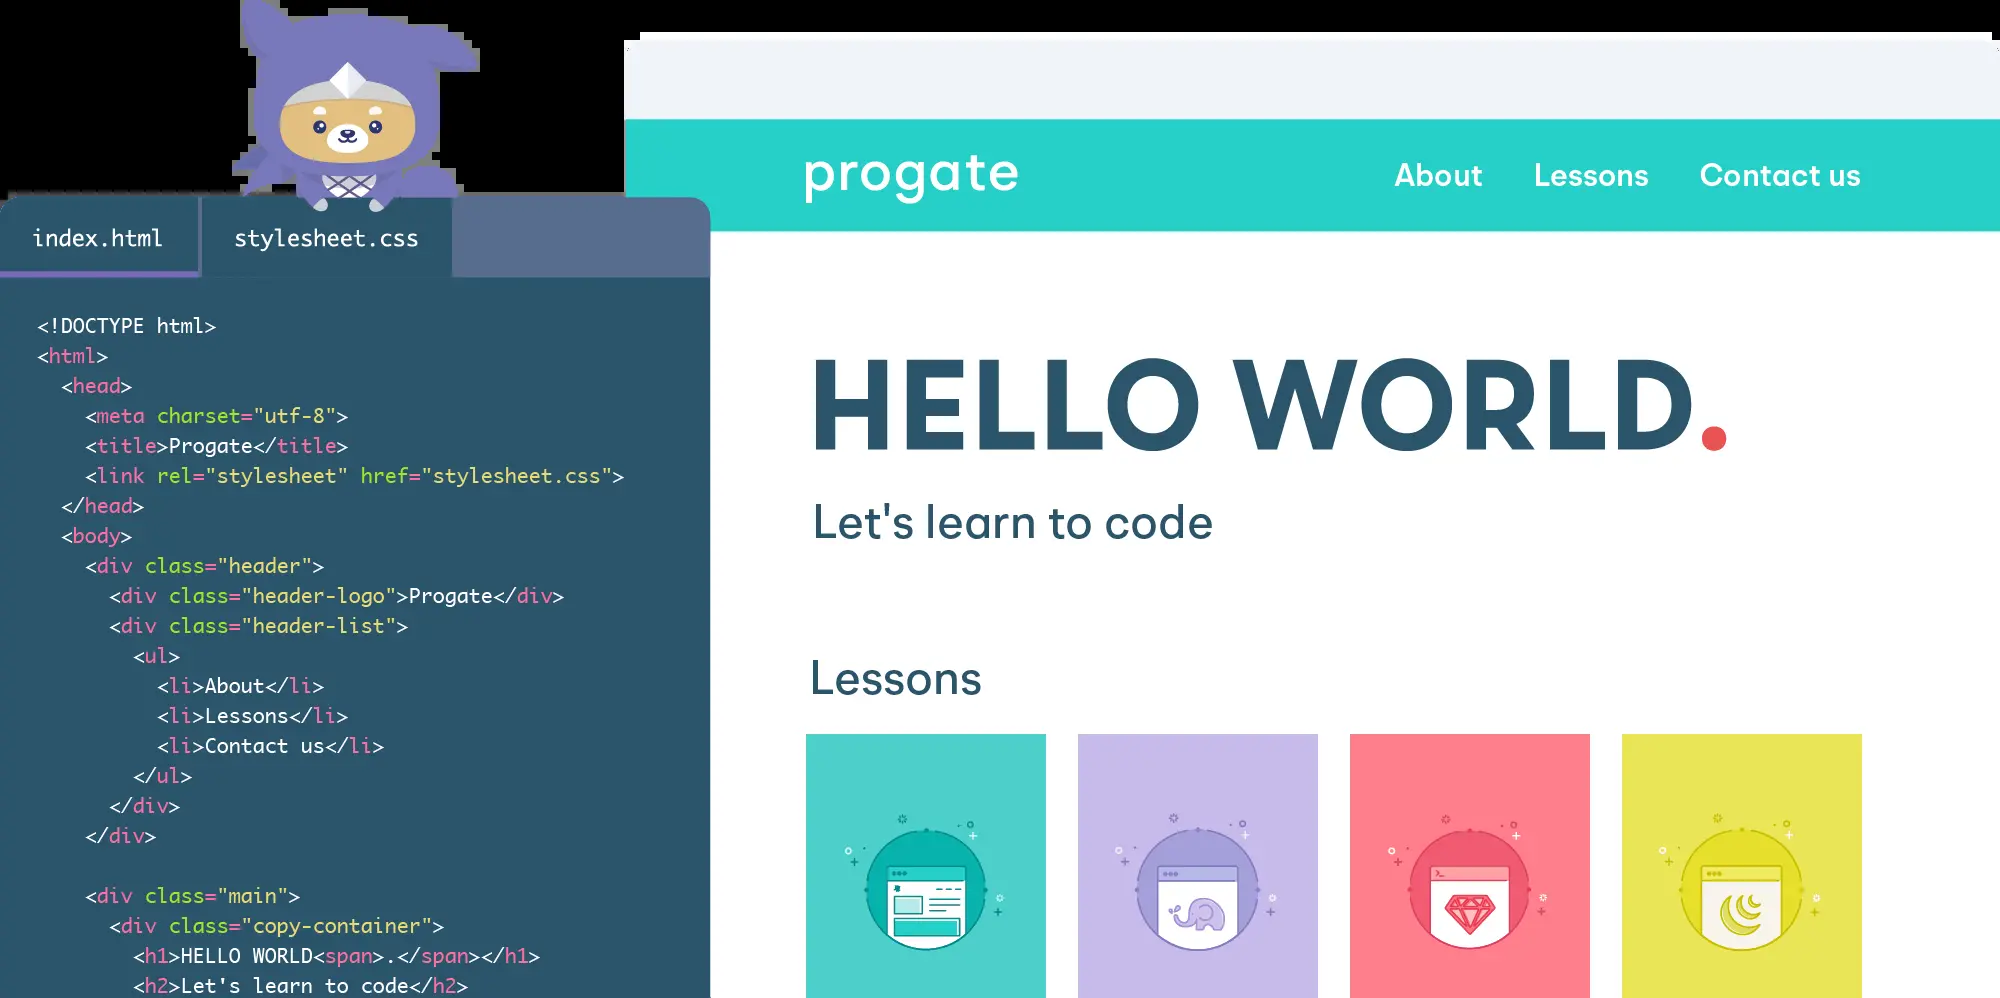 index.html
stylesheet.css
<!DOCTYPE html>
<html>
  <head>
    <meta charset="utf-8">
    <title>Progate</title>
    <link rel="stylesheet" href="stylesheet.css">
  </head>
  <body>
    <div class="header">
      <div class="header-logo">Progate</div>
      <div class="header-list">
        <ul>
          <li>About</li>
          <li>Lessons</li>
          <li>Contact us</li>
        </ul>
      </div>
    </div>

    <div class="main">
      <div class="copy-container">
        <h1>HELLO WORLD<span>.</span></h1>
        <h2>Let's learn to code</h2>
progate
About
Lessons
Contact us
HELLO WORLD.
Let's learn to code
Lessons